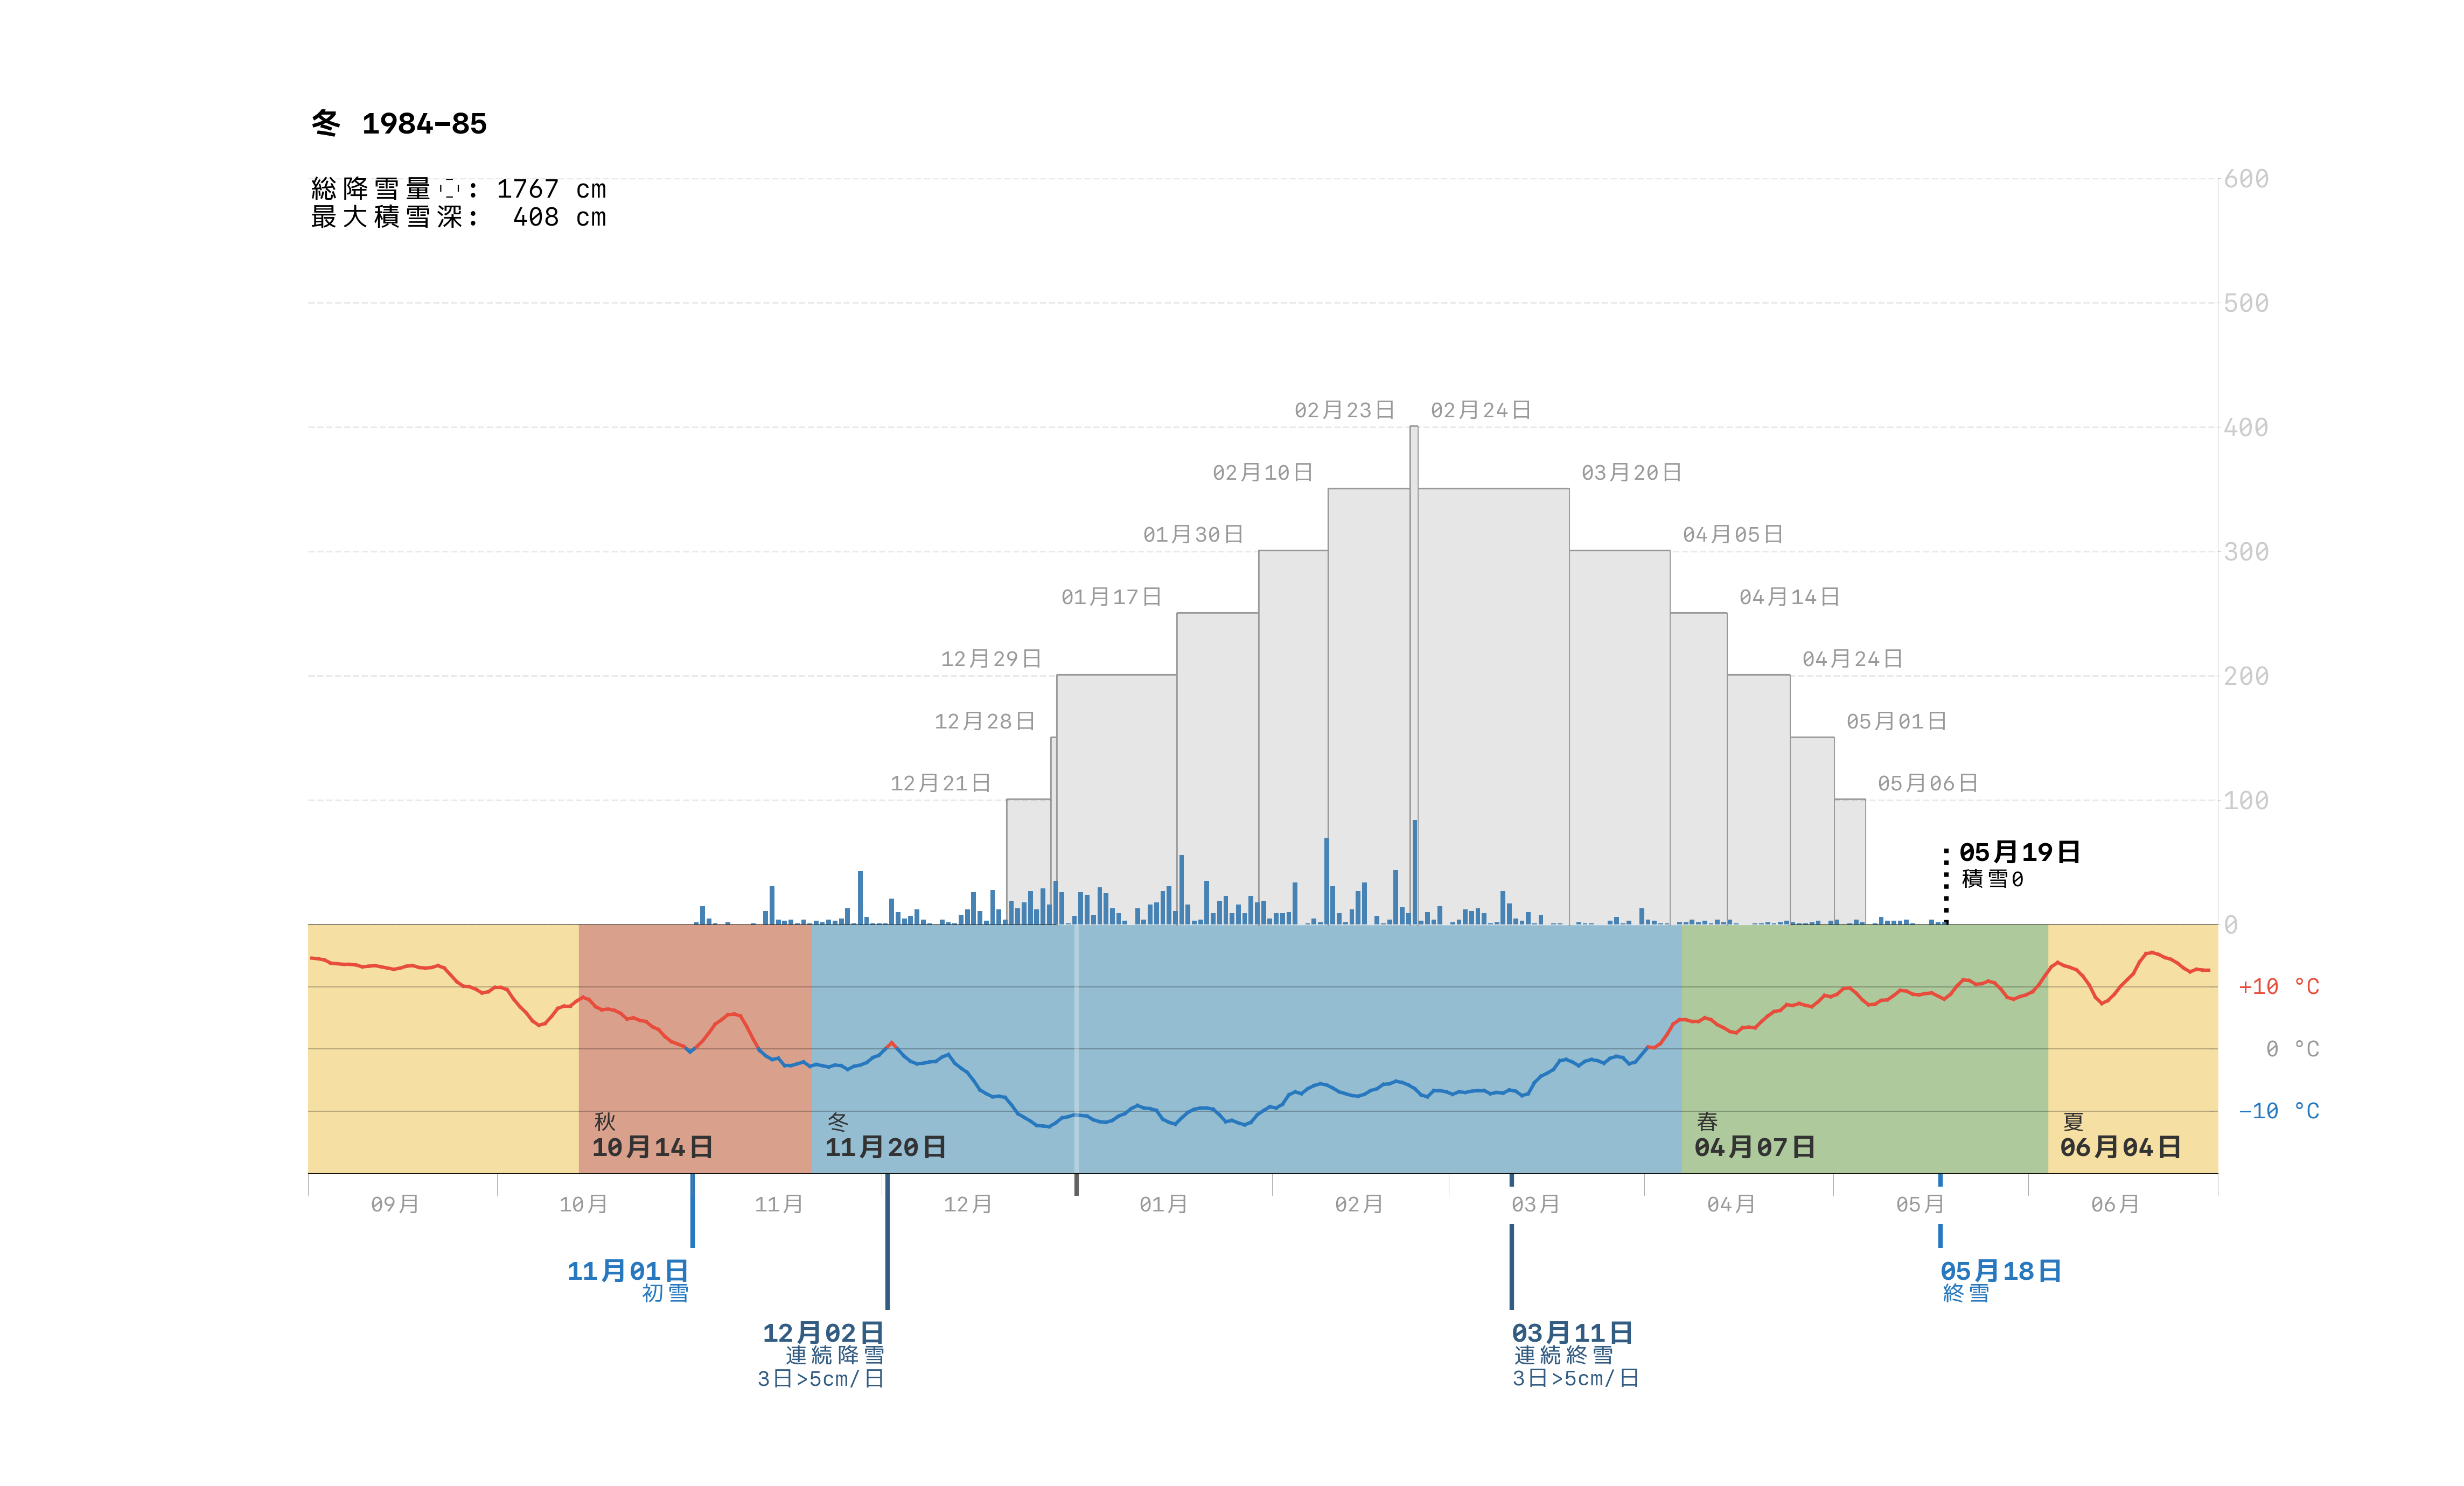 冬 1984–85
総降雪量: 1767 cm
最大積雪深: 408 cm
600
500
400
300
200
100
0
02月23日
02月24日
02月10日
03月20日
01月30日
04月05日
01月17日
04月14日
12月29日
04月24日
12月28日
05月01日
12月21日
05月06日
05月19日
積雪0
+10 °C
0 °C
−10 °C
秋
10月14日
冬
11月20日
春
04月07日
夏
06月04日
09月
10月
11月
12月
01月
02月
03月
04月
05月
06月
11月01日
初雪
05月18日
終雪
12月02日
連続降雪
3日>5cm/日
03月11日
連続終雪
3日>5cm/日